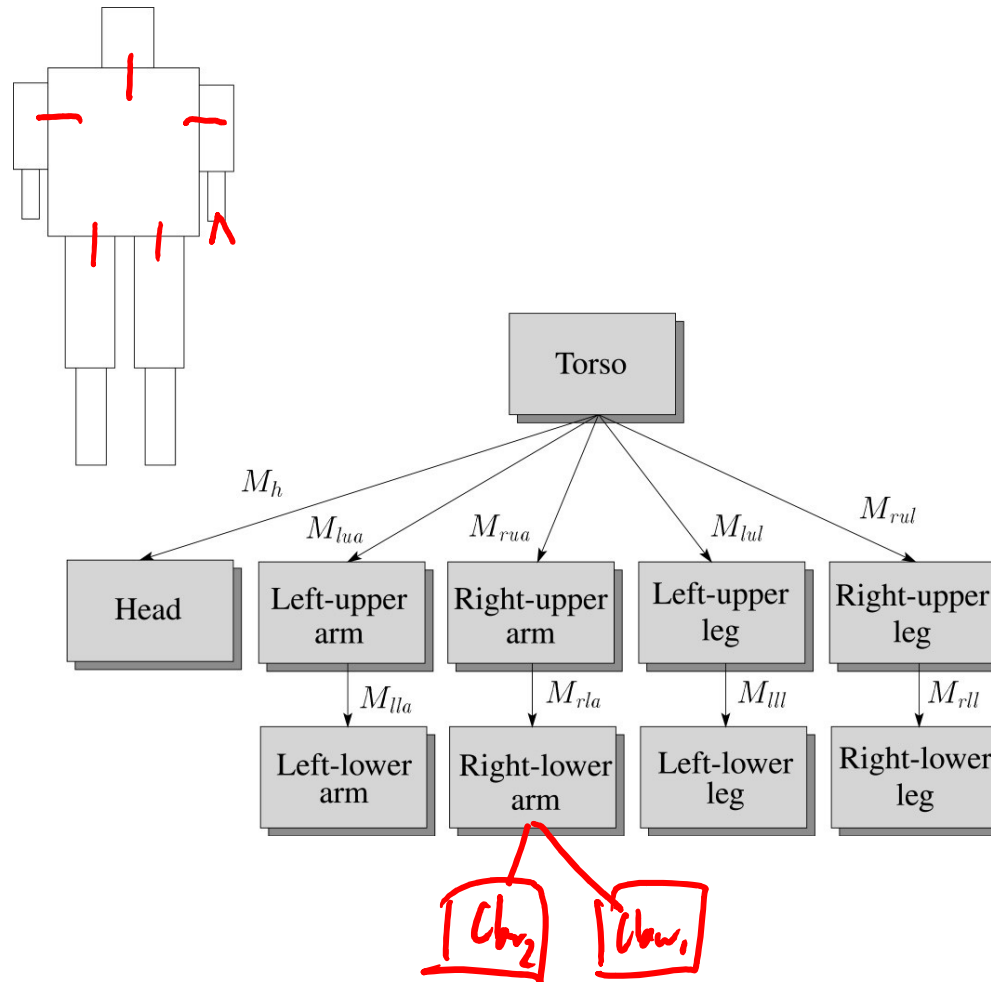 Torso
M_h
M_lua
M_rua
M_lul
M_rul
Head
Left-upper
arm
Right-upper
arm
Left-upper
leg
Right-upper
leg
M_lla
M_rla
M_lll
M_rll
Left-lower
arm
Right-lower
arm
Left-lower
leg
Right-lower
leg
Claw_2
Claw_1